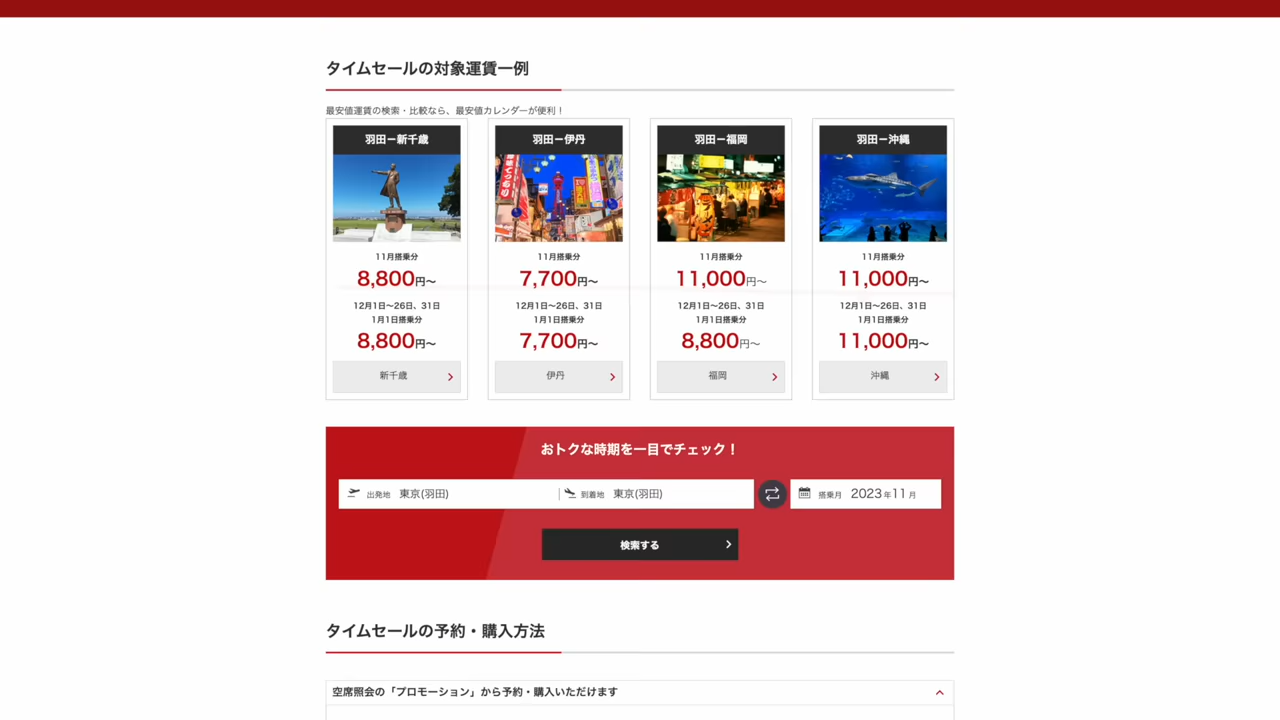 タイムセールの対象運賃一例
最安値運賃の検索・比較なら、最安値カレンダーが便利！
羽田ー新千歳
11月搭乗分
8,800円～
12月1日～26日、31日
1月1日搭乗分
8,800円～
新千歳
羽田ー伊丹
11月搭乗分
7,700円～
12月1日～26日、31日
1月1日搭乗分
7,700円～
伊丹
羽田ー福岡
11月搭乗分
11,000円～
12月1日～26日、31日
1月1日搭乗分
8,800円～
福岡
羽田ー沖縄
11月搭乗分
11,000円～
12月1日～26日、31日
1月1日搭乗分
11,000円～
沖縄
おトクな時期を一目でチェック！
出発地 東京(羽田) 到着地 東京(羽田) 搭乗月 2023年11月
検索する
タイムセールの予約・購入方法
空席照会の「プロモーション」から予約・購入いただけます